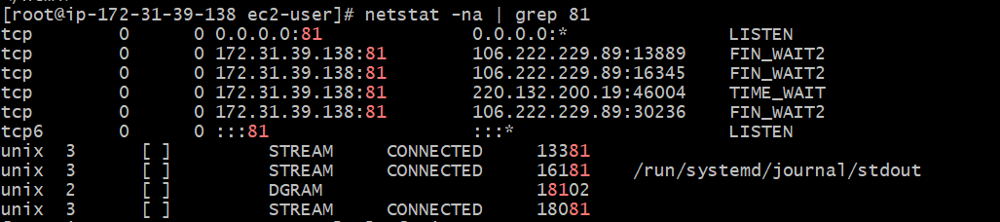 [root@ip-172-31-39-138 ec2-user]# netstat -na | grep 81
tcp        0      0 0.0.0.0:81              0.0.0.0:*               LISTEN
tcp        0      0 172.31.39.138:81        106.222.229.89:13889    FIN_WAIT2
tcp        0      0 172.31.39.138:81        106.222.229.89:16345    FIN_WAIT2
tcp        0      0 172.31.39.138:81        220.132.200.19:46004    TIME_WAIT
tcp        0      0 172.31.39.138:81        106.222.229.89:30236    FIN_WAIT2
tcp6       0      0 :::81                   :::*                    LISTEN
unix  3      [ ]         STREAM     CONNECTED     13381
unix  3      [ ]         STREAM     CONNECTED     16181    /run/systemd/journal/stdout
unix  2      [ ]         DGRAM                    18102
unix  3      [ ]         STREAM     CONNECTED     18081